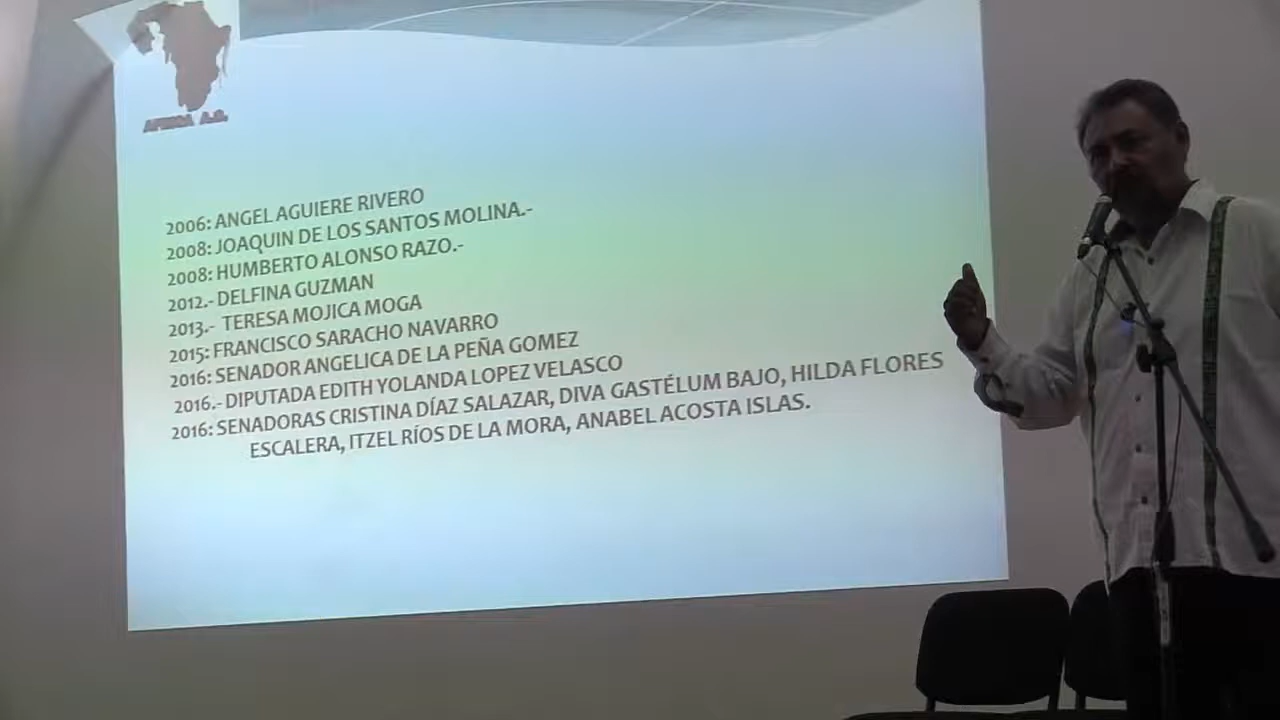 AFRICA A.C.
2006: ANGEL AGUIERE RIVERO
2008: JOAQUIN DE LOS SANTOS MOLINA.-
2008: HUMBERTO ALONSO RAZO.-
2012.- DELFINA GUZMAN
2013.- TERESA MOJICA MOGA
2015: FRANCISCO SARACHO NAVARRO
2016: SENADOR ANGELICA DE LA PEÑA GOMEZ
2016.- DIPUTADA EDITH YOLANDA LOPEZ VELASCO
2016: SENADORAS CRISTINA DÍAZ SALAZAR, DIVA GASTÉLUM BAJO, HILDA FLORES
ESCALERA, ITZEL RÍOS DE LA MORA, ANABEL ACOSTA ISLAS.